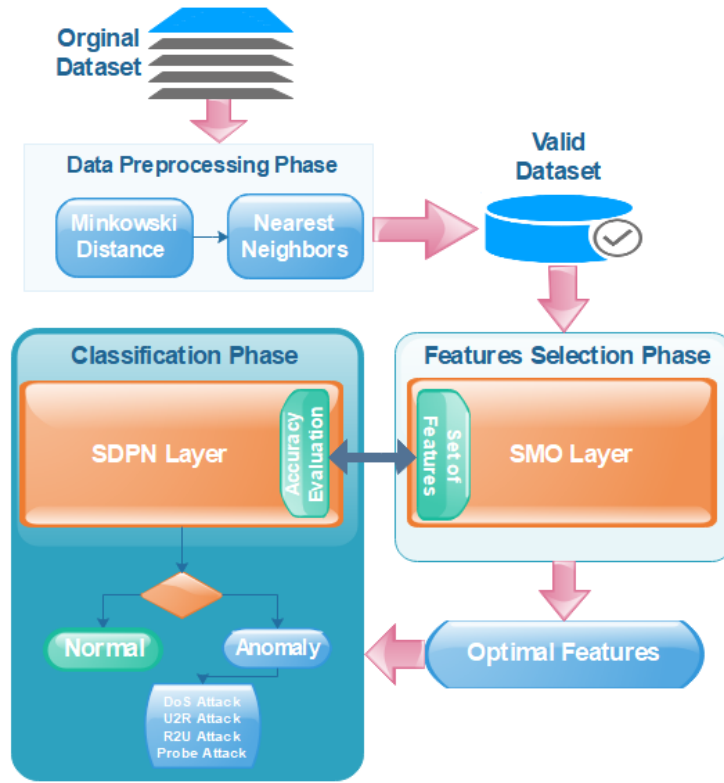 Orginal
Dataset
Data Preprocessing Phase
Minkowski
Distance
Nearest
Neighbors
Valid
Dataset
Classification Phase
SDPN Layer
Accuracy
Evaluation
Features Selection Phase
Set of
Features
SMO Layer
Normal
Anomaly
DoS Attack
U2R Attack
R2U Attack
Probe Attack
Optimal Features